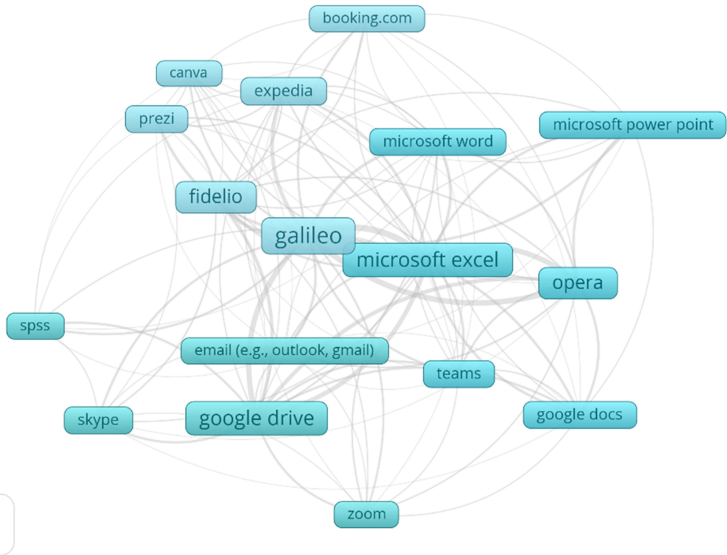 booking.com
canva
expedia
prezi
microsoft power point
microsoft word
fidelio
galileo
microsoft excel
opera
spss
email (e.g., outlook, gmail)
teams
skype
google drive
google docs
zoom